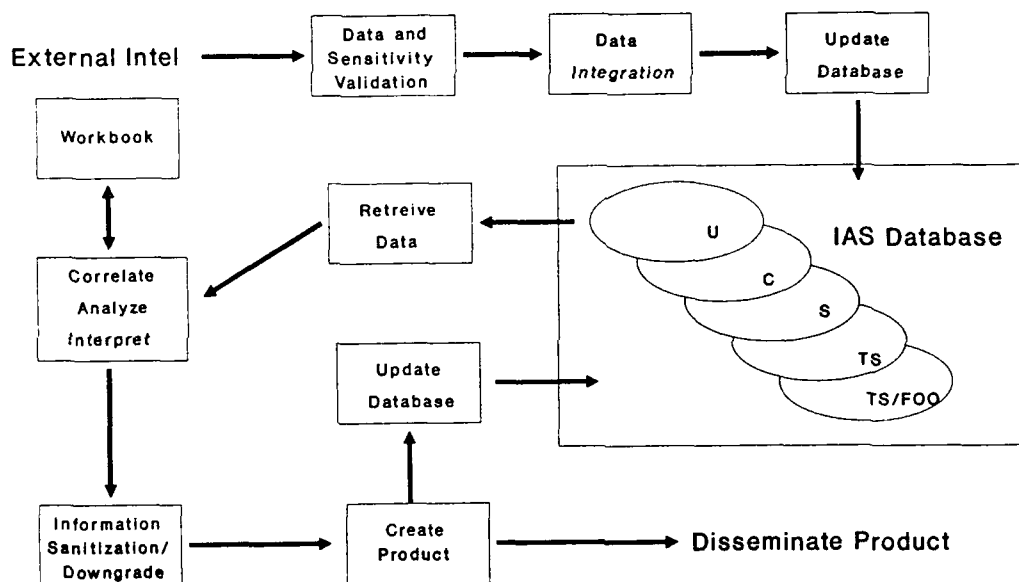 External Intel
Data and
Sensitivity
Validation
Data
Integration
Update
Database
Workbook
Retreive
Data
U
C
S
TS
TS/FOO
IAS Database
Correlate
Analyze
Interpret
Update
Database
Information
Sanitization/
Downgrade
Create
Product
Disseminate Product